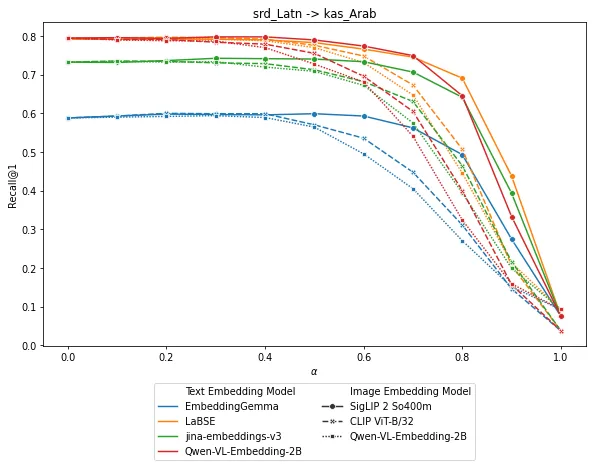 srd_Latn -> kas_Arab
Recall@1
0.8
0.7
0.6
0.5
0.4
0.3
0.2
0.1
0.0
0.0 0.2 0.4 0.6 0.8 1.0
α
Text Embedding Model Image Embedding Model
EmbeddingGemma SigLIP 2 So400m
LaBSE CLIP ViT-B/32
jina-embeddings-v3 Qwen-VL-Embedding-2B
Qwen-VL-Embedding-2B